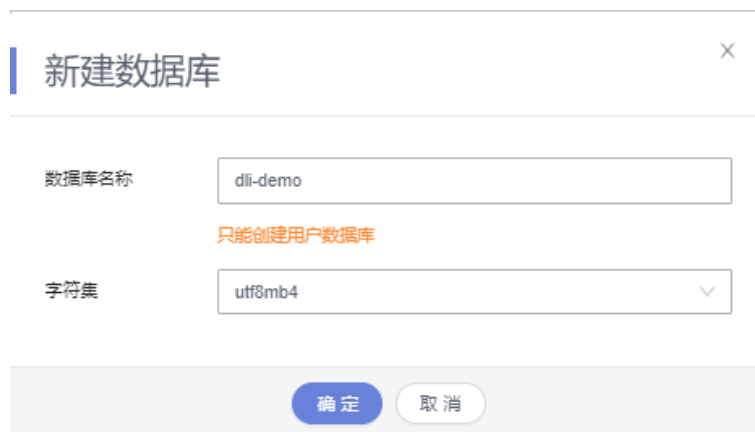 新建数据库
数据库名称 dli-demo
只能创建用户数据库
字符集 utf8mb4
确定 取消